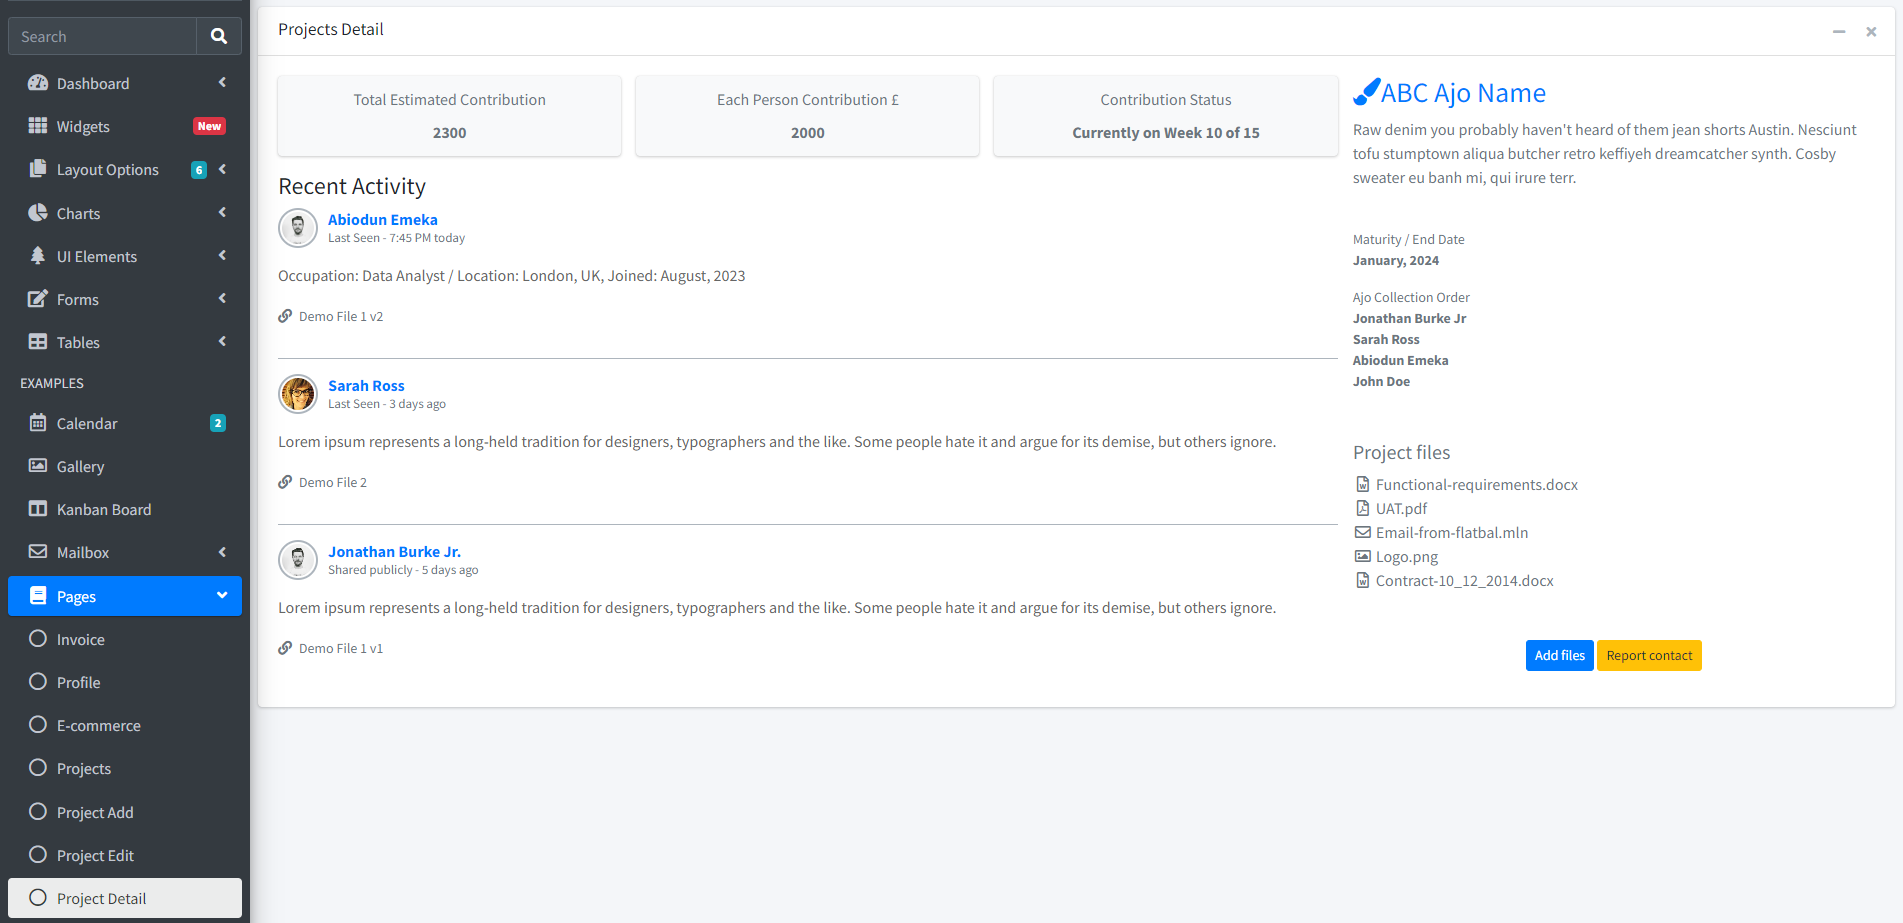 Search
Dashboard
Widgets
New
Layout Options
6
Charts
UI Elements
Forms
Tables
EXAMPLES
Calendar
2
Gallery
Kanban Board
Mailbox
Pages
Invoice
Profile
E-commerce
Projects
Project Add
Project Edit
Project Detail
Projects Detail
Total Estimated Contribution
2300
Each Person Contribution £
2000
Contribution Status
Currently on Week 10 of 15
Recent Activity
Abiodun Emeka
Last Seen - 7:45 PM today
Occupation: Data Analyst / Location: London, UK, Joined: August, 2023
Demo File 1 v2
Sarah Ross
Last Seen - 3 days ago
Lorem ipsum represents a long-held tradition for designers, typographers and the like. Some people hate it and argue for its demise, but others ignore.
Demo File 2
Jonathan Burke Jr.
Shared publicly - 5 days ago
Lorem ipsum represents a long-held tradition for designers, typographers and the like. Some people hate it and argue for its demise, but others ignore.
Demo File 1 v1
ABC Ajo Name
Raw denim you probably haven't heard of them jean shorts Austin. Nesciunt
tofu stumptown aliqua butcher retro keffiyeh dreamcatcher synth. Cosby
sweater eu banh mi, qui irure terr.
Maturity / End Date
January, 2024
Ajo Collection Order
Jonathan Burke Jr
Sarah Ross
Abiodun Emeka
John Doe
Project files
Functional-requirements.docx
UAT.pdf
Email-from-flatbal.mln
Logo.png
Contract-10_12_2014.docx
Add files
Report contact